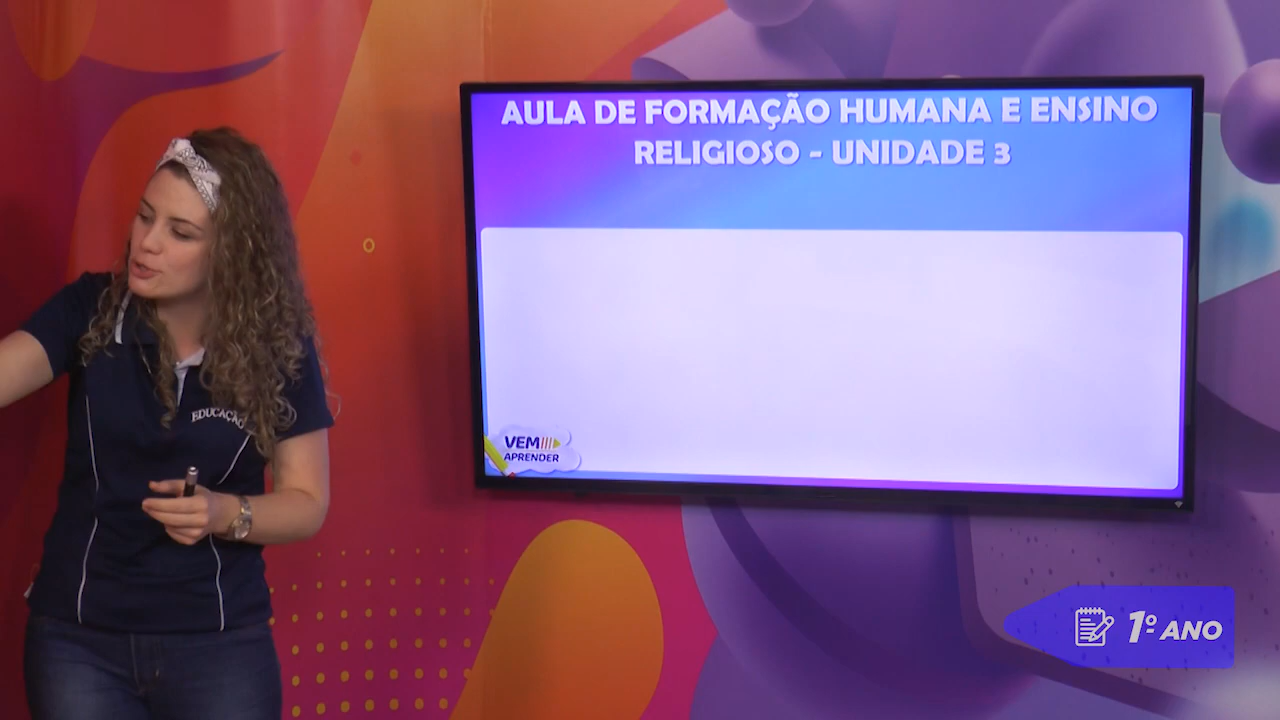 AULA DE FORMAÇÃO HUMANA E ENSINO
RELIGIOSO - UNIDADE 3
EDUCAÇÃO
VEM
APRENDER
1º ANO